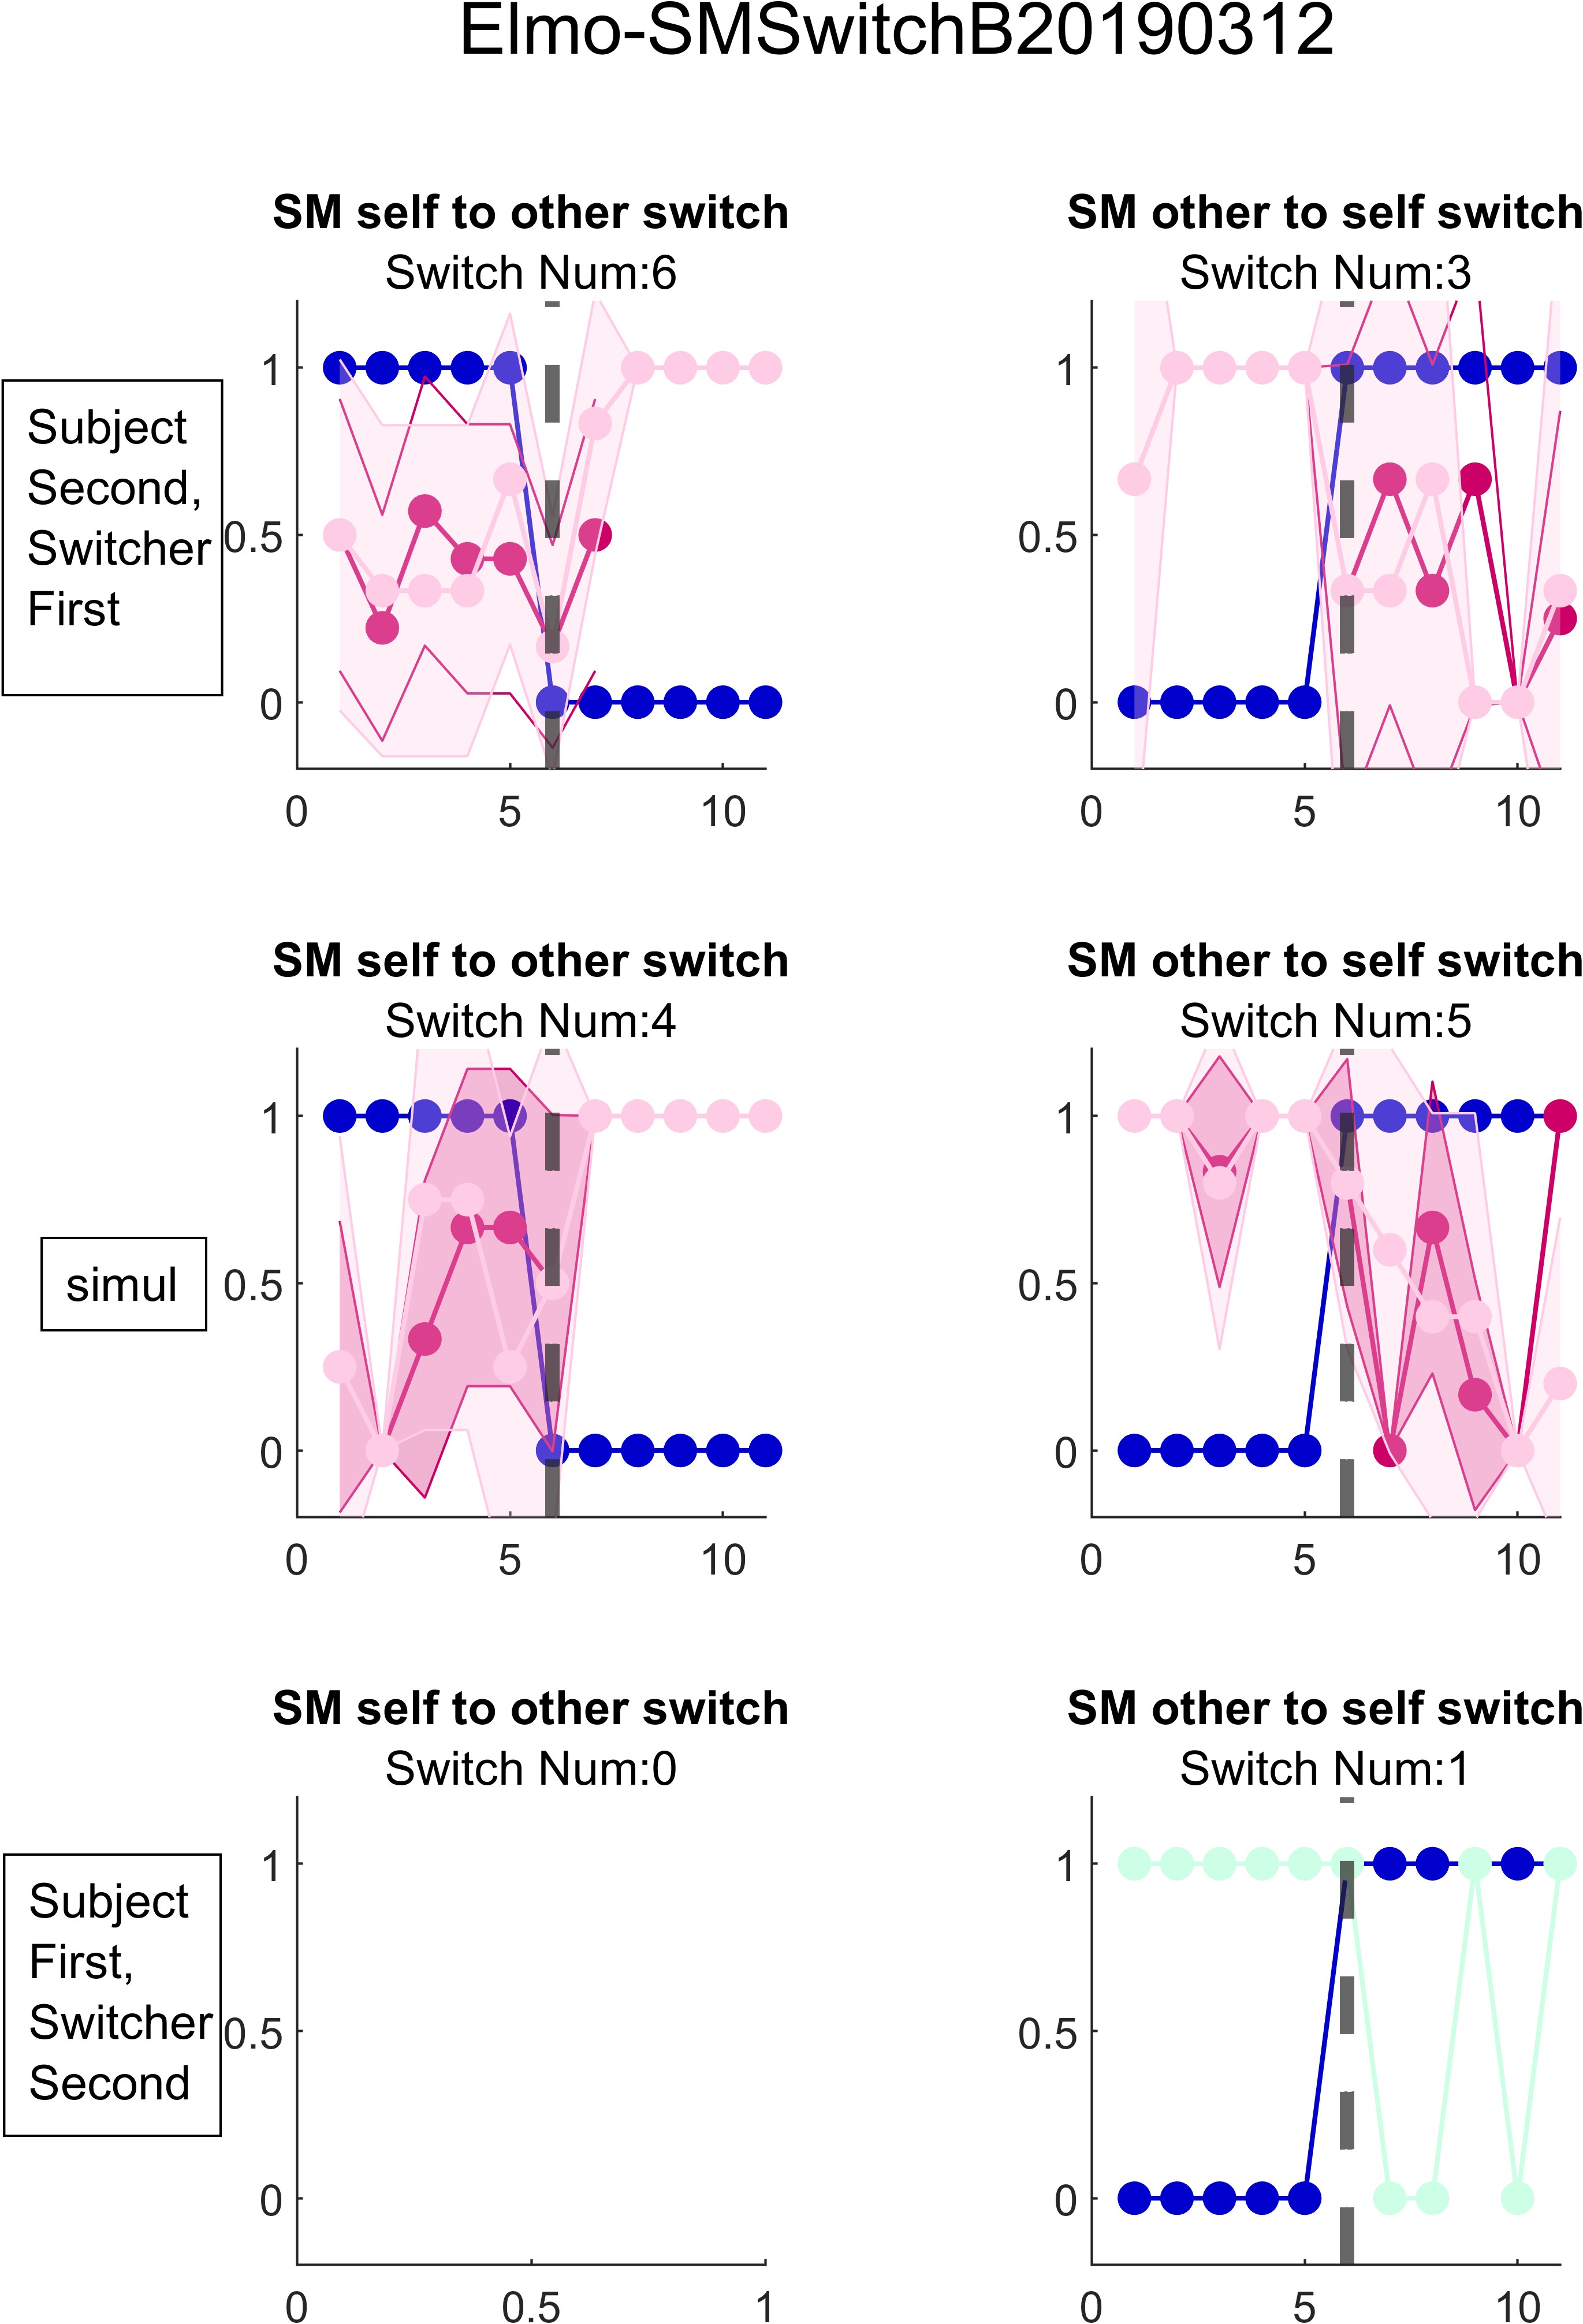 Elmo-SMSwitchB20190312
SM self to other switch
Switch Num:6
1
0.5
0
0
5
10
SM other to self switch
Switch Num:3
1
0.5
0
0
5
10
Subject
Second,
Switcher
First
SM self to other switch
Switch Num:4
1
0.5
0
0
5
10
SM other to self switch
Switch Num:5
1
0.5
0
0
5
10
simul
SM self to other switch
Switch Num:0
1
0.5
0
0
0.5
1
SM other to self switch
Switch Num:1
1
0.5
0
0
5
10
Subject
First,
Switcher
Second